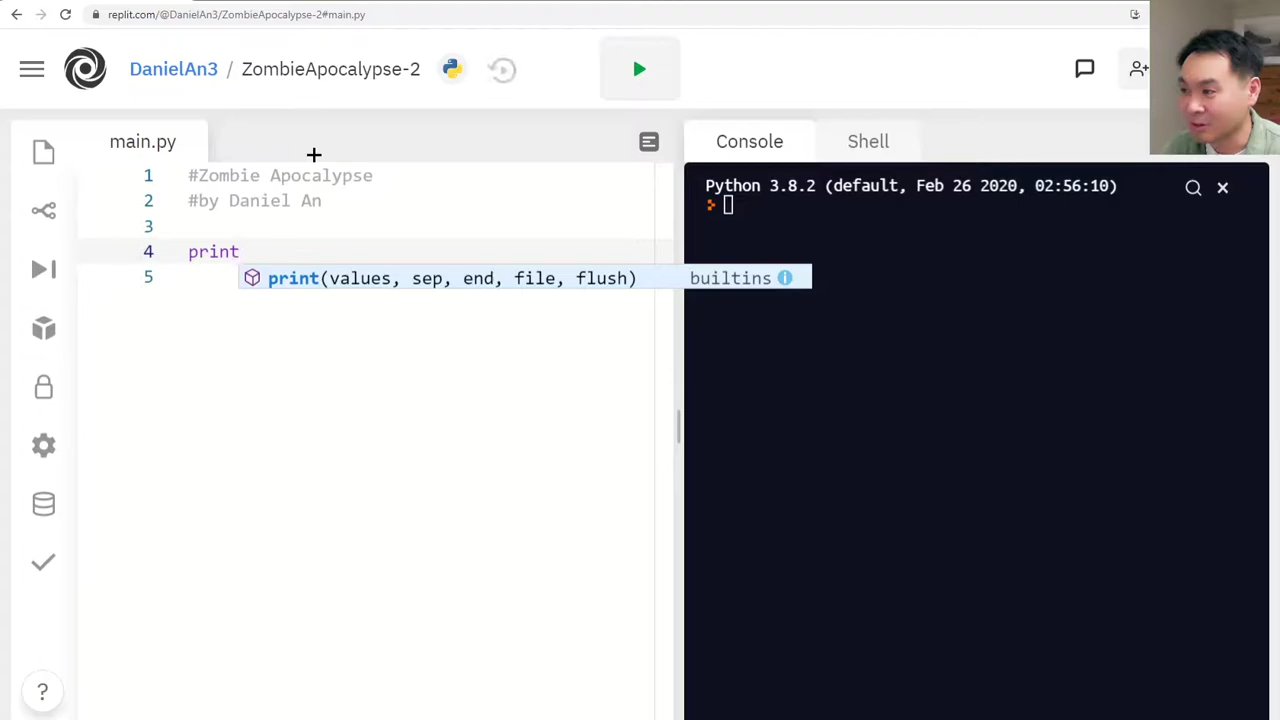 replit.com/@DanielAn3/ZombieApocalypse-2#main.py
DanielAn3 / ZombieApocalypse-2
main.py
Console
Shell
1 #Zombie Apocalypse
2 #by Daniel An
3
4 print
5 print(values, sep, end, file, flush) builtins
Python 3.8.2 (default, Feb 26 2020, 02:56:10)
?